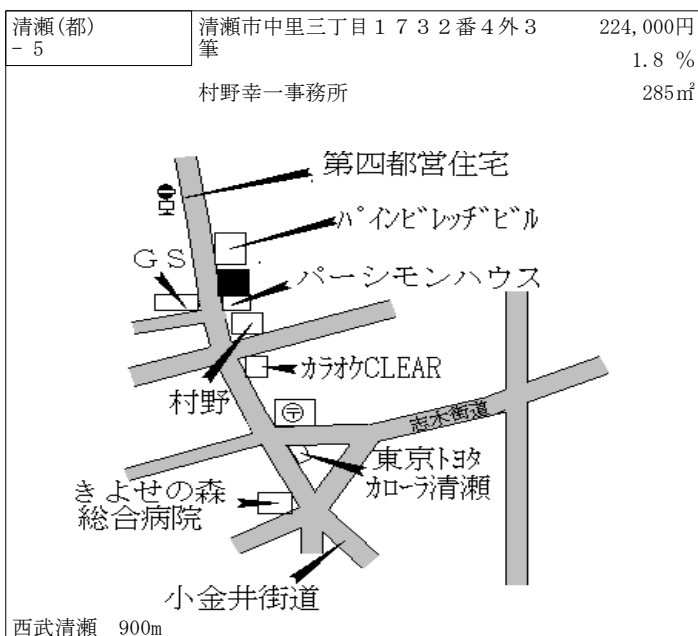 清瀬(都)
- 5
清瀬市中里三丁目１７３２番４外３
筆
224,000円
1.8 %
村野幸一事務所
285㎡
第四都営住宅
ﾊﾟｲﾝﾋﾞﾚｯﾁﾞﾋﾞﾙ
ＧＳ
パーシモンハウス
ｶﾗｵｹCLEAR
村野
〒
志木街道
東京ﾄﾖﾀ
ｶﾛｰﾗ清瀬
きよせの森
総合病院
小金井街道
西武清瀬　900m